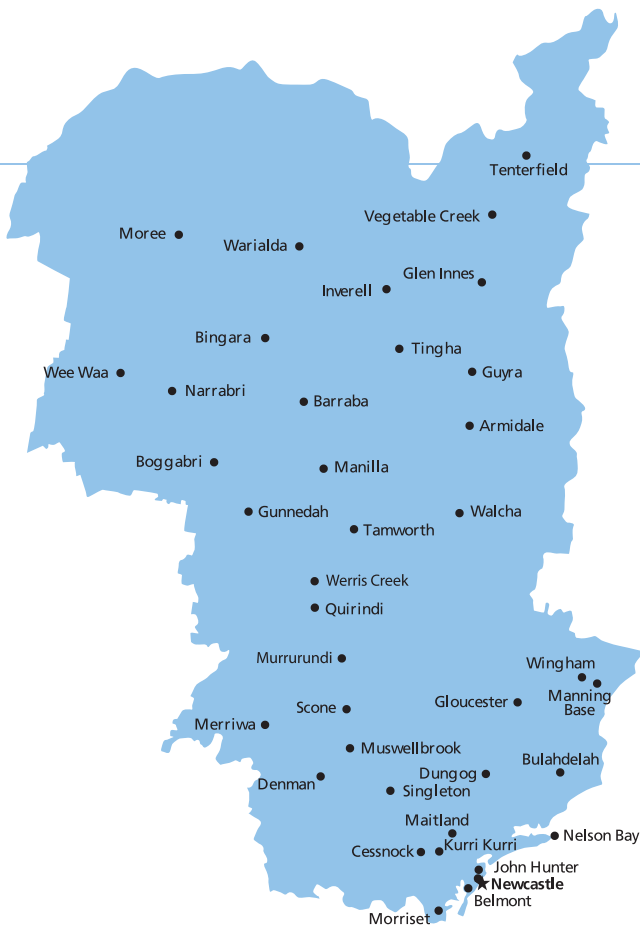 Tenterfield
Vegetable Creek
Moree
Warialda
Glen Innes
Inverell
Bingara
Tingha
Wee Waa
Guyra
Narrabri
Barraba
Armidale
Boggabri
Manilla
Gunnedah
Walcha
Tamworth
Werris Creek
Quirindi
Murrurundi
Wingham
Manning
Base
Gloucester
Scone
Merriwa
Muswellbrook
Bulahdelah
Dungog
Denman
Singleton
Maitland
Nelson Bay
Kurri Kurri
Cessnock
John Hunter
Newcastle
Belmont
Morriset